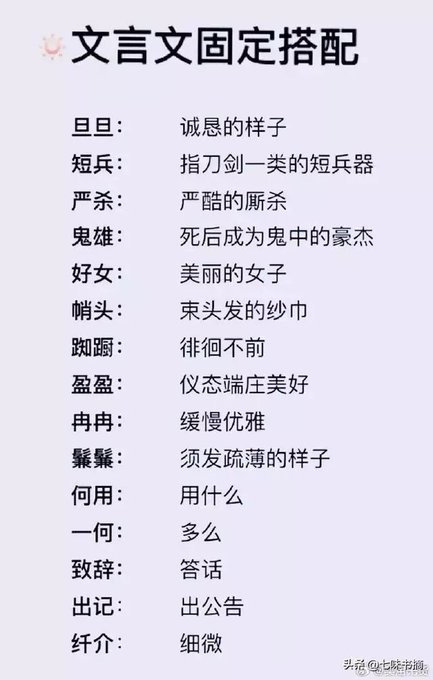 文言文固定搭配
旦旦： 诚恳的样子
短兵： 指刀剑一类的短兵器
严杀： 严酷的厮杀
鬼雄： 死后成为鬼中的豪杰
好女： 美丽的女子
帩头： 束头发的纱巾
踟蹰： 徘徊不前
盈盈： 仪态端庄美好
冉冉： 缓慢优雅
鬑鬑： 须发疏薄的样子
何用： 用什么
一何： 多么
致辞： 答话
出记： 出公告
纤介： 细微
头条 @七味书摘